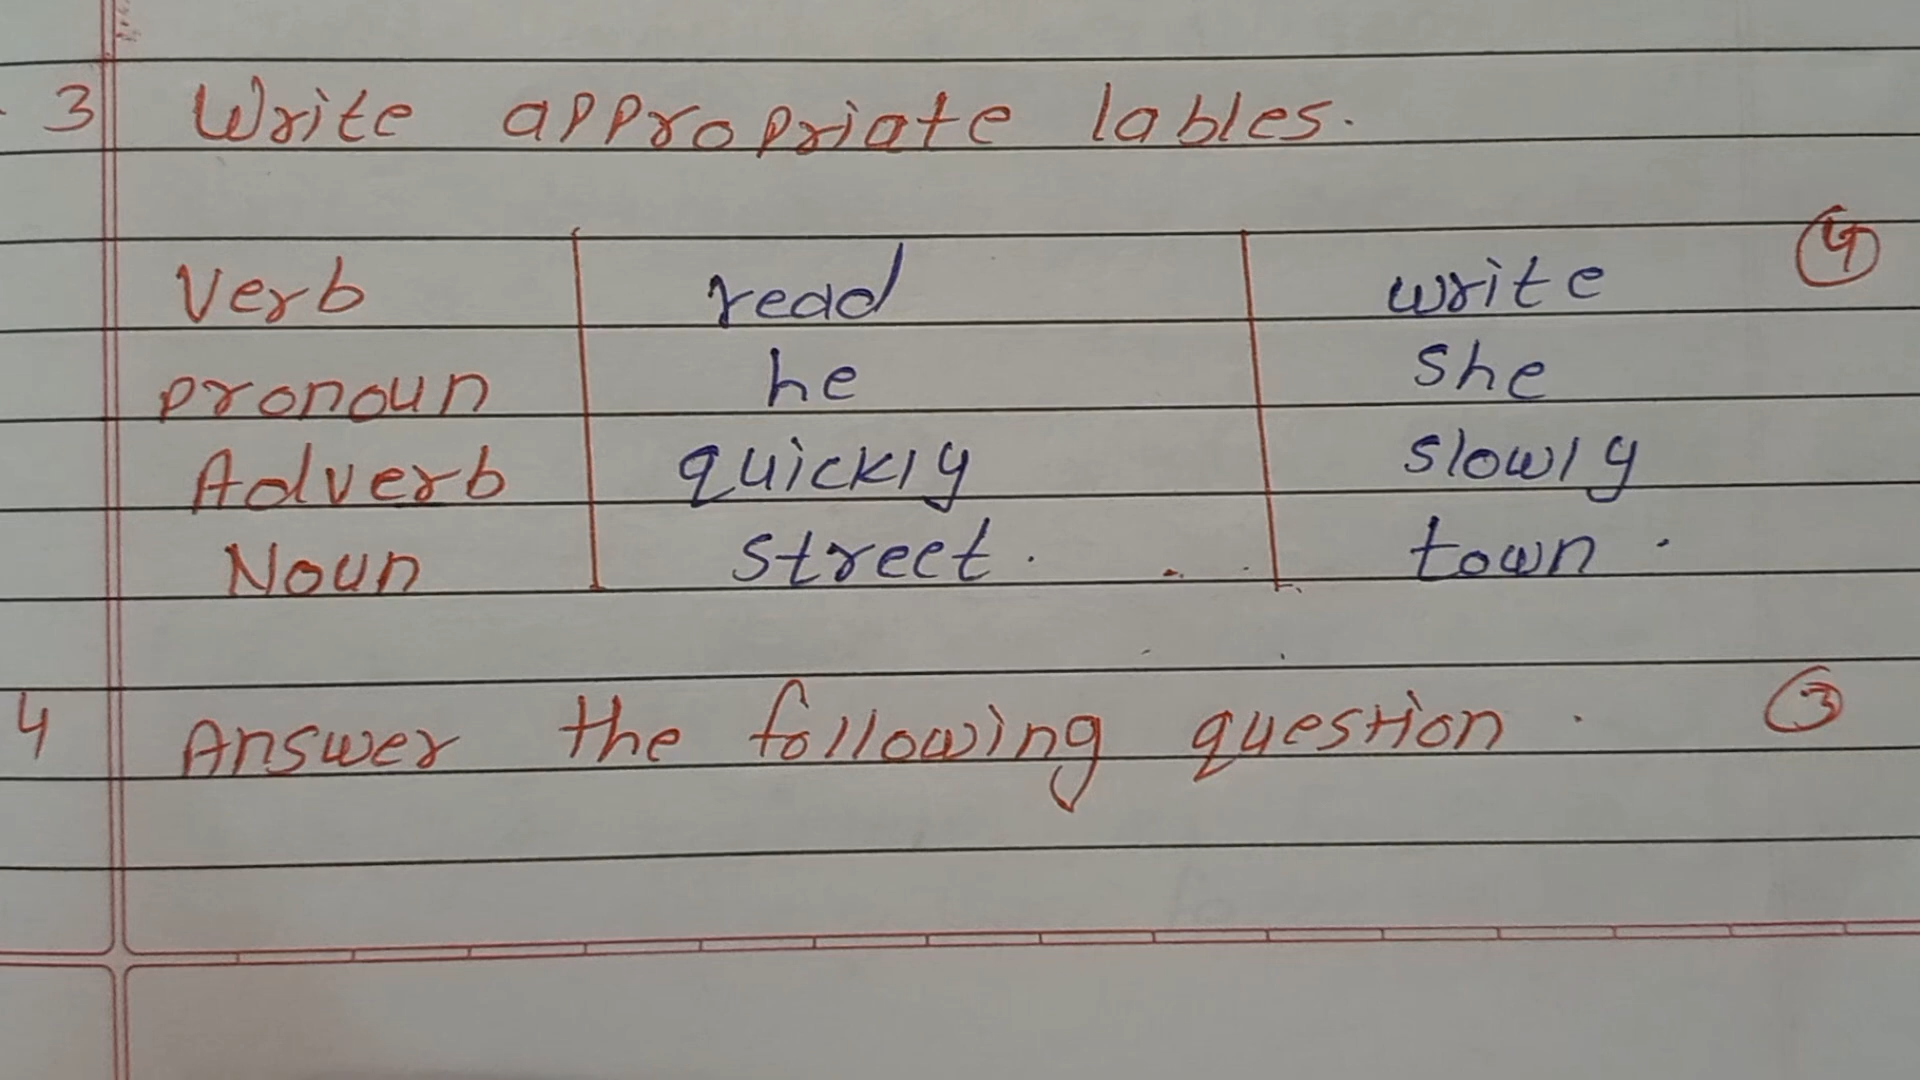 3 Write appropriate lables.
4
Verb read write
pronoun he she
Adverb quickly slowly
Noun street. town.
4 Answer the following question. 3